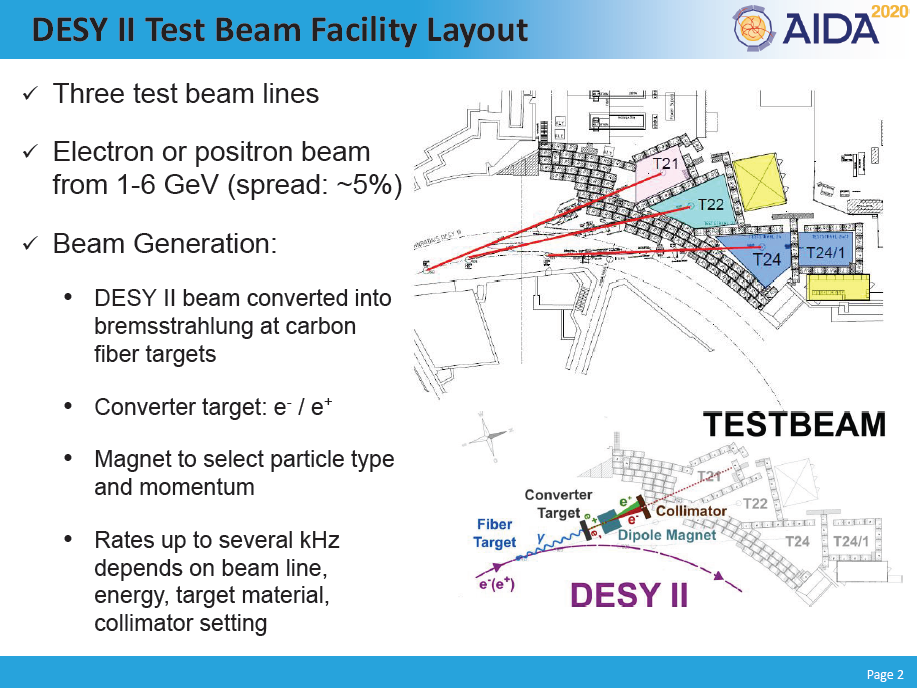 DESY II Test Beam Facility Layout
AIDA 2020
✓ Three test beam lines
✓ Electron or positron beam
from 1-6 GeV (spread: ~5%)
✓ Beam Generation:
• DESY II beam converted into
bremsstrahlung at carbon
fiber targets
• Converter target: e- / e+
• Magnet to select particle type
and momentum
• Rates up to several kHz
depends on beam line,
energy, target material,
collimator setting
T21
T22
T24
T24/1
TESTBEAM
T21
T22
T24
T24/1
Converter
Target
Fiber
Target
γ
e+
e-
e+
e-
Collimator
Dipole Magnet
e-(e+)
DESY II
Page 2